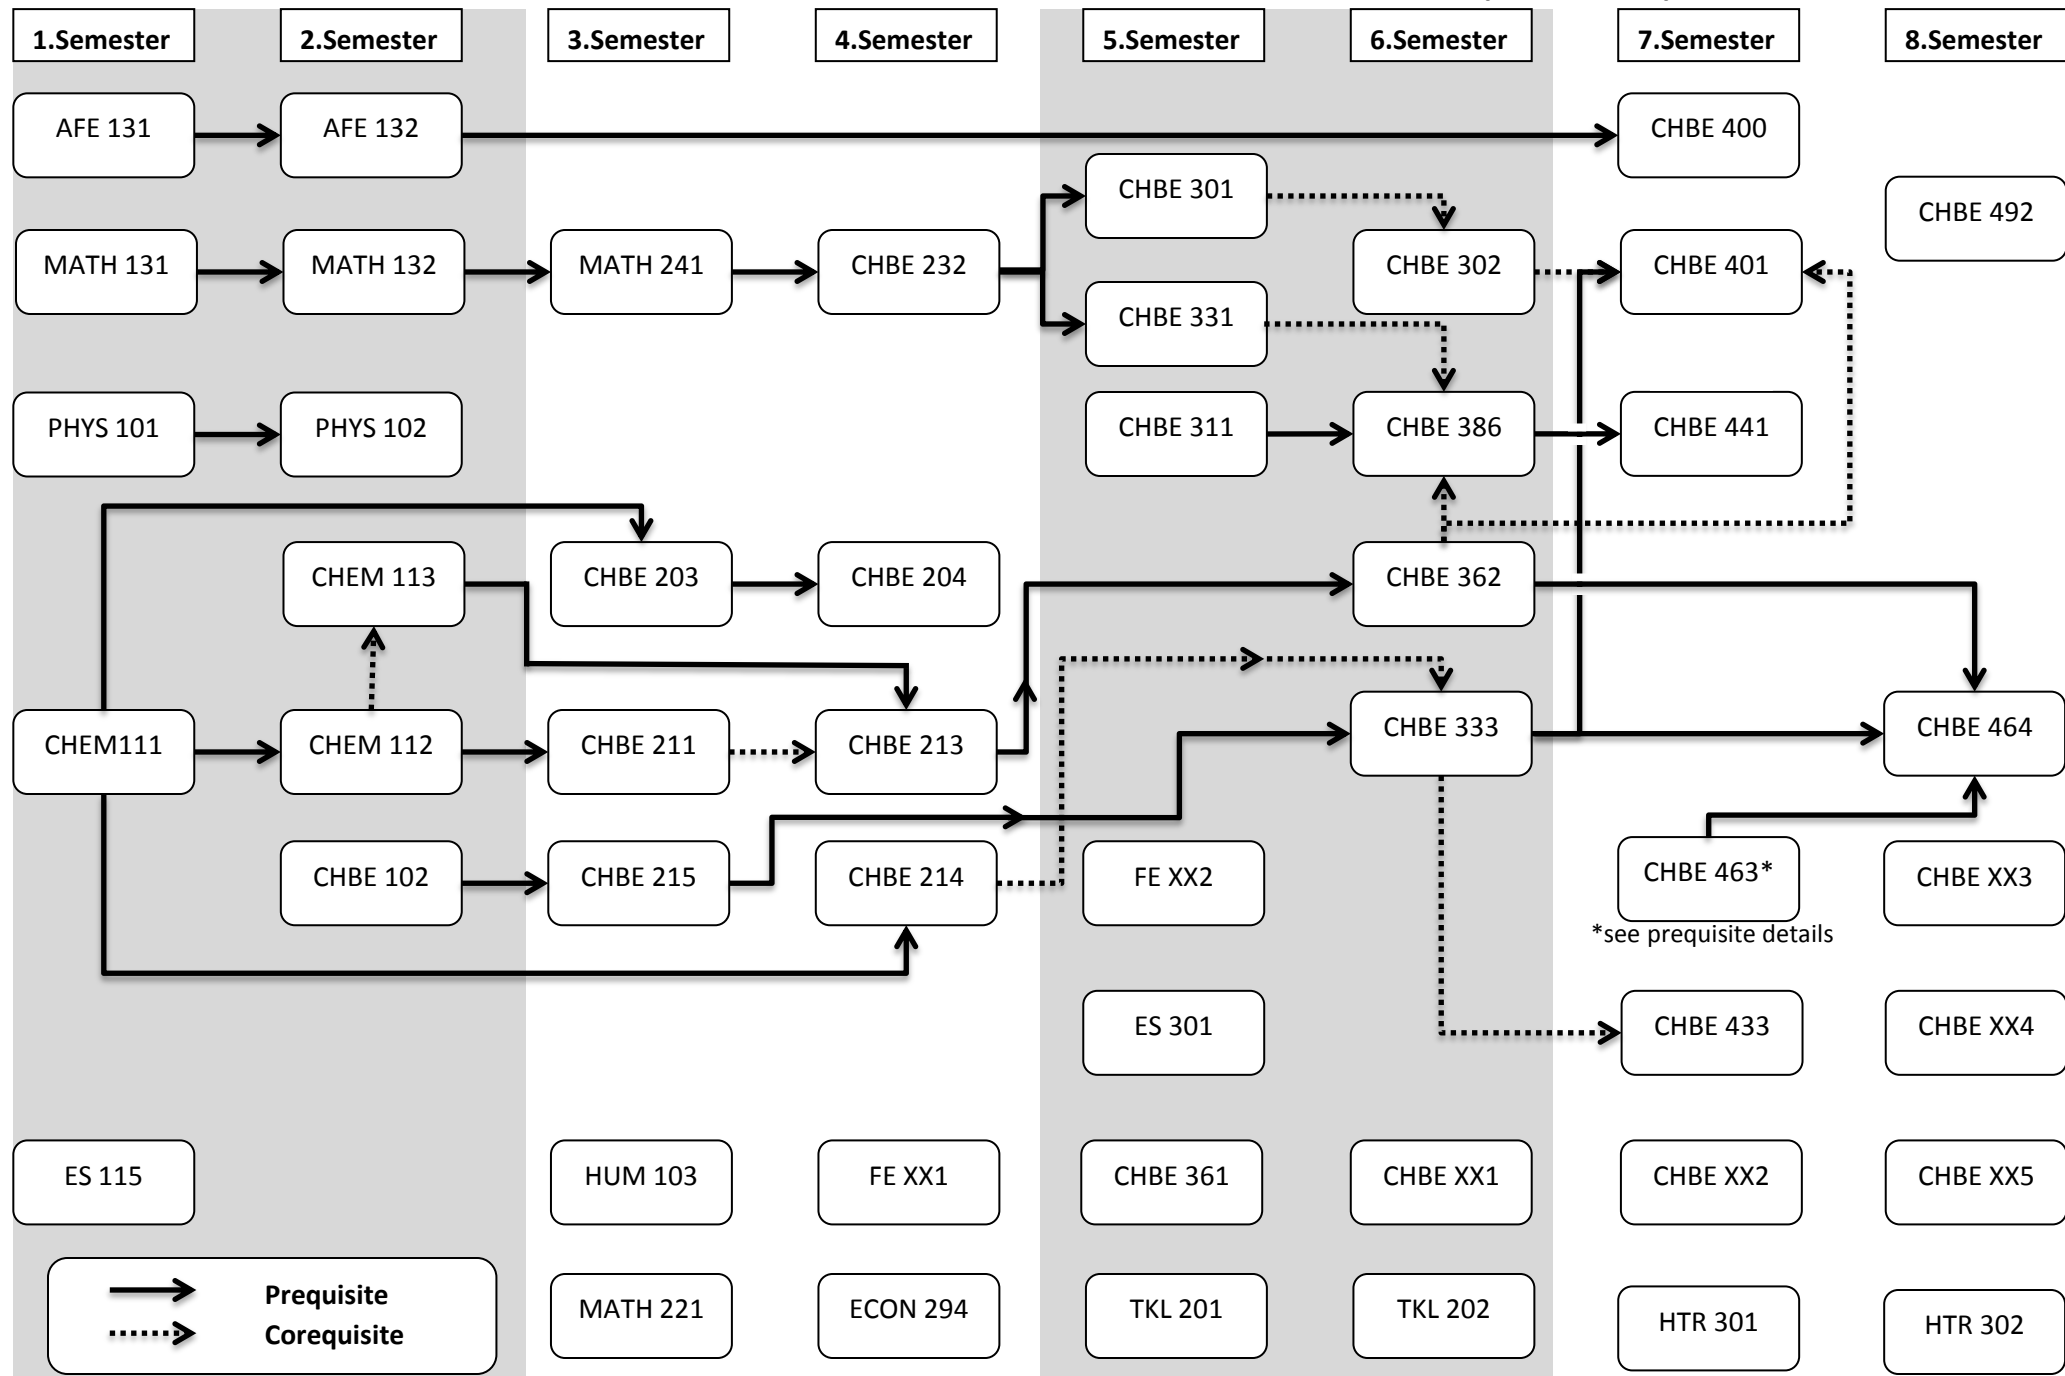 1.Semester
2.Semester
3.Semester
4.Semester
5.Semester
6.Semester
7.Semester
8.Semester
AFE 131
AFE 132
CHBE 400
CHBE 301
CHBE 492
MATH 131
MATH 132
MATH 241
CHBE 232
CHBE 302
CHBE 401
CHBE 331
PHYS 101
PHYS 102
CHBE 311
CHBE 386
CHBE 441
CHEM 113
CHBE 203
CHBE 204
CHBE 362
CHEM111
CHEM 112
CHBE 211
CHBE 213
CHBE 333
CHBE 464
CHBE 102
CHBE 215
CHBE 214
FE XX2
CHBE 463*
*see prequisite details
CHBE XX3
ES 301
CHBE 433
CHBE XX4
ES 115
HUM 103
FE XX1
CHBE 361
CHBE XX1
CHBE XX2
CHBE XX5
Prequisite
Corequisite
MATH 221
ECON 294
TKL 201
TKL 202
HTR 301
HTR 302